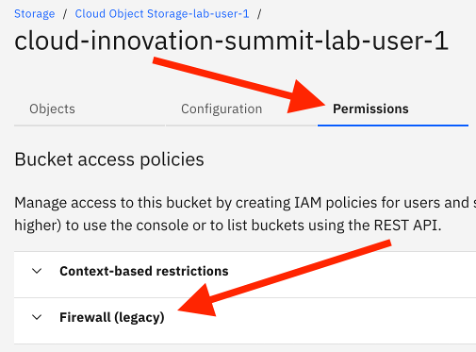 Storage / Cloud Object Storage-lab-user-1 /
cloud-innovation-summit-lab-user-1
Objects Configuration Permissions
Bucket access policies
Manage access to this bucket by creating IAM policies for users and s
higher) to use the console or to list buckets using the REST API.
Context-based restrictions
Firewall (legacy)